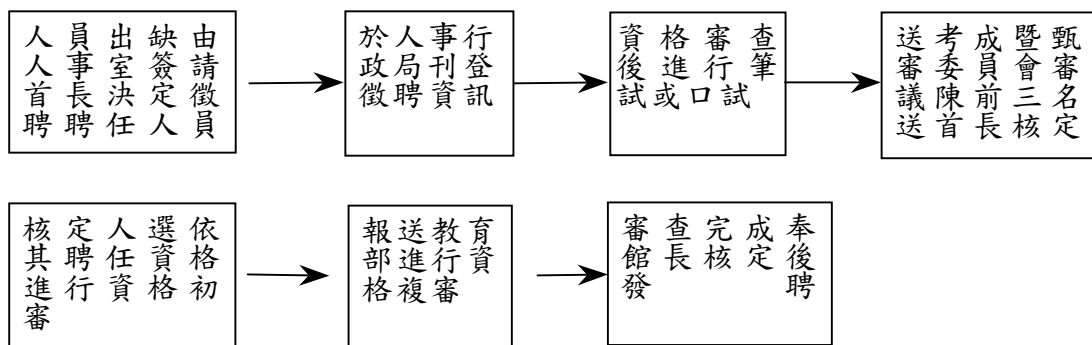 人員出缺由
人事室簽請
首長決定徵
聘聘任人員
於人事行
政局刊登
徵聘資訊
資格審查
後進行筆
試或口試
送考成暨甄
審委員會審
議陳前三名
送首長核定
核定人選依
其聘任資格
進行資格初
審
報送教育
部進行資
格複審
審查完成奉
館長核定後
發聘